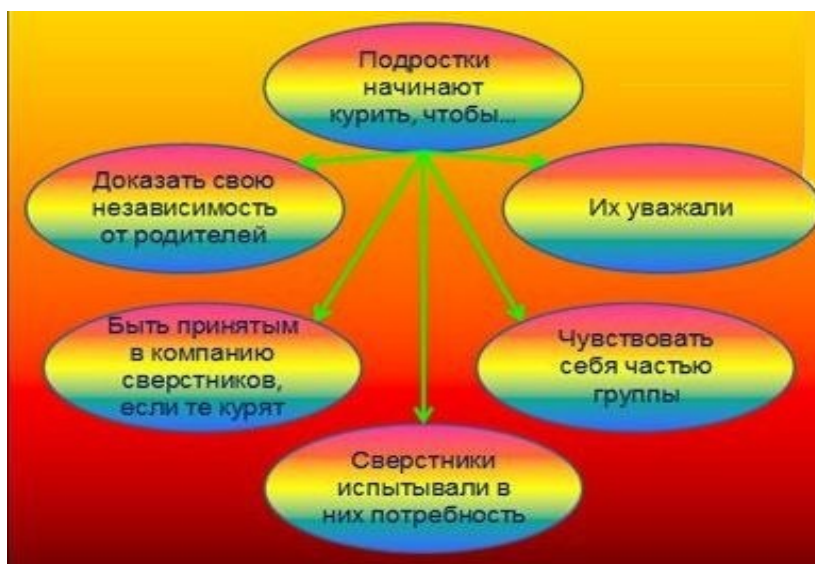 Подростки
начинают
курить, чтобы...
Доказать свою
независимость
от родителей
Их уважали
Быть принятым
в компанию
сверстников,
если те курят
Чувствовать
себя частью
группы
Сверстники
испытывали в
них потребность